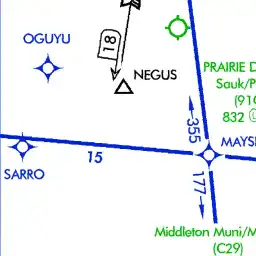 OGUYU
18
NEGUS
PRAIRIE D
Sauk/P
(91
832
355
MAYS
15
SARRO
177
Middleton Muni/M
(C29)